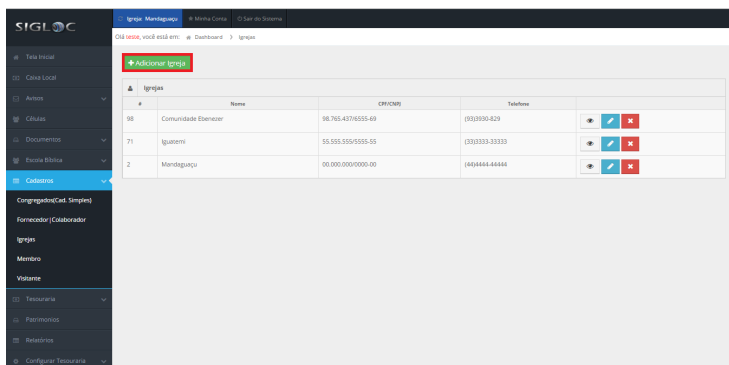 SIGLOC
Igreja Mandaguaçu Minha Conta Sair do Sistema
Olá teste, você está em: Dashboard > Igrejas
Tela Inicial
Caixa Local
Avisos
Células
Documentos
Escola Bíblica
Cadastros
Congregados(Cad. Simples)
Fornecedor|Colaborador
Igrejas
Membro
Visitante
Tesouraria
Patrimonios
Relatórios
Configurar Tesouraria
+Adicionar Igreja
Igrejas
# Nome CPF/CNPJ Telefone
98 Comunidade Ebenezer 98.765.437/6555-69 (93)3930-829
71 Iguatemi 55.555.555/5555-55 (33)3333-33333
2 Mandaguaçu 00.000.000/0000-00 (44)4444-44444